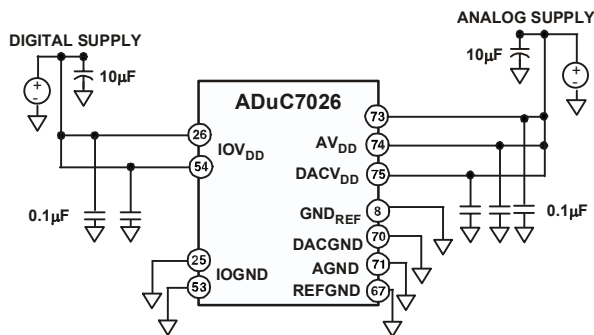 DIGITAL SUPPLY
ANALOG SUPPLY
10µF
10µF
+
-
+
-
ADuC7026
26
IOVDD
54
73
74
AVDD
75
DACVDD
0.1µF
0.1µF
GNDREF
8
DACGND
70
25
IOGND
53
AGND
71
REFGND
67